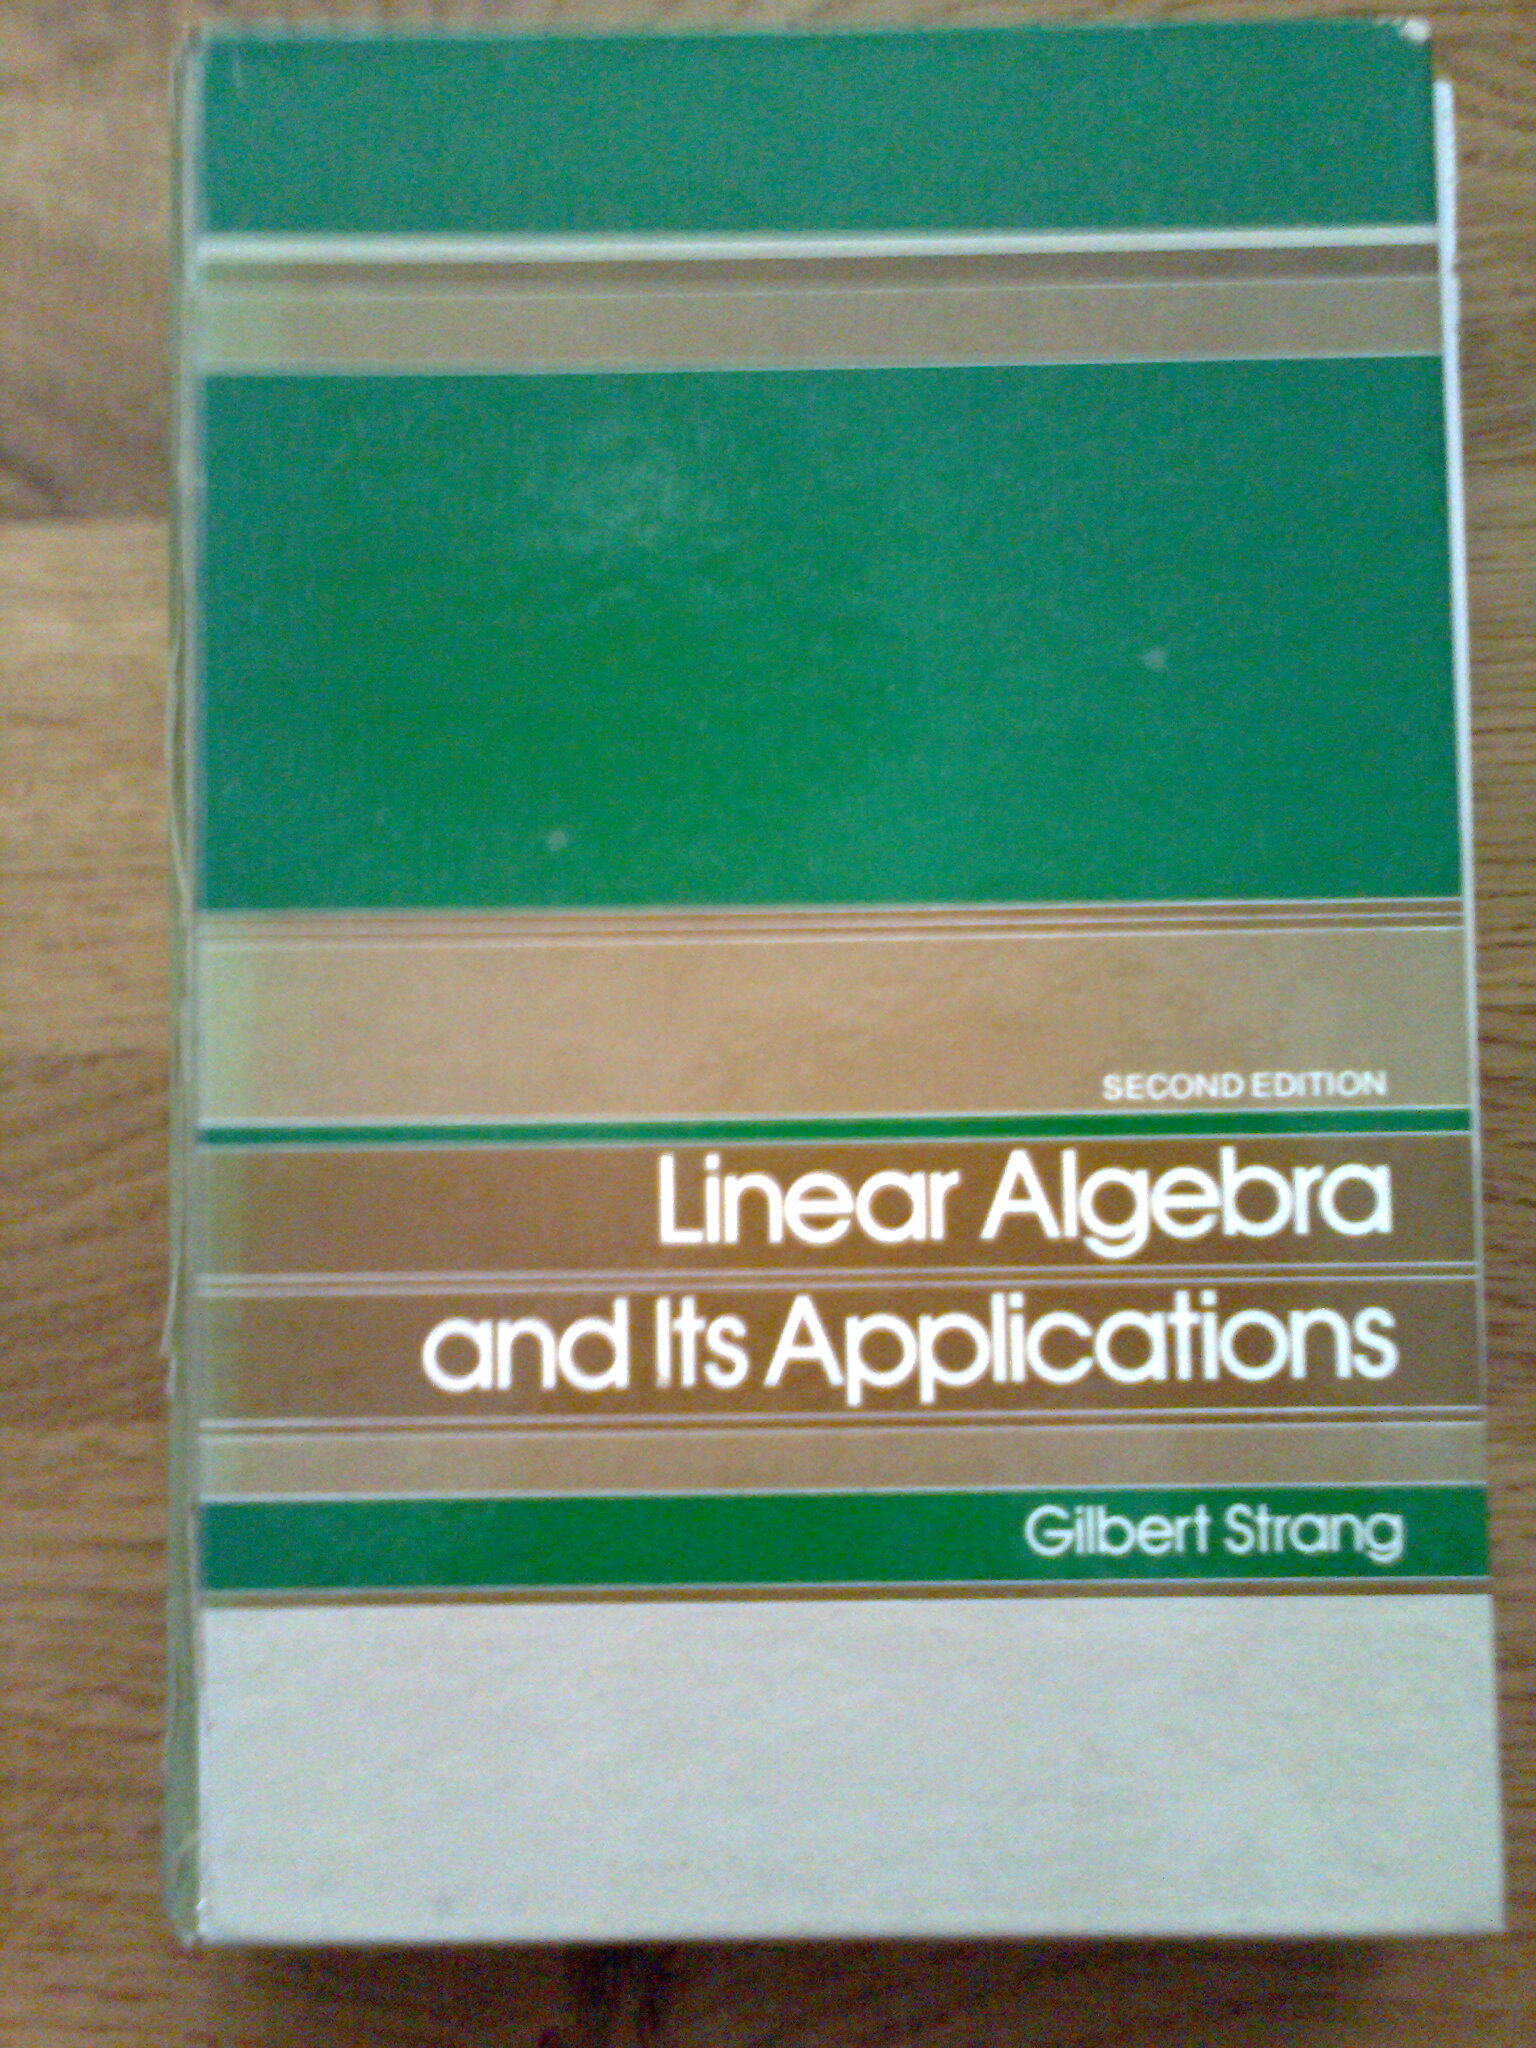 SECOND EDITION
Linear Algebra
and Its Applications
Gilbert Strang